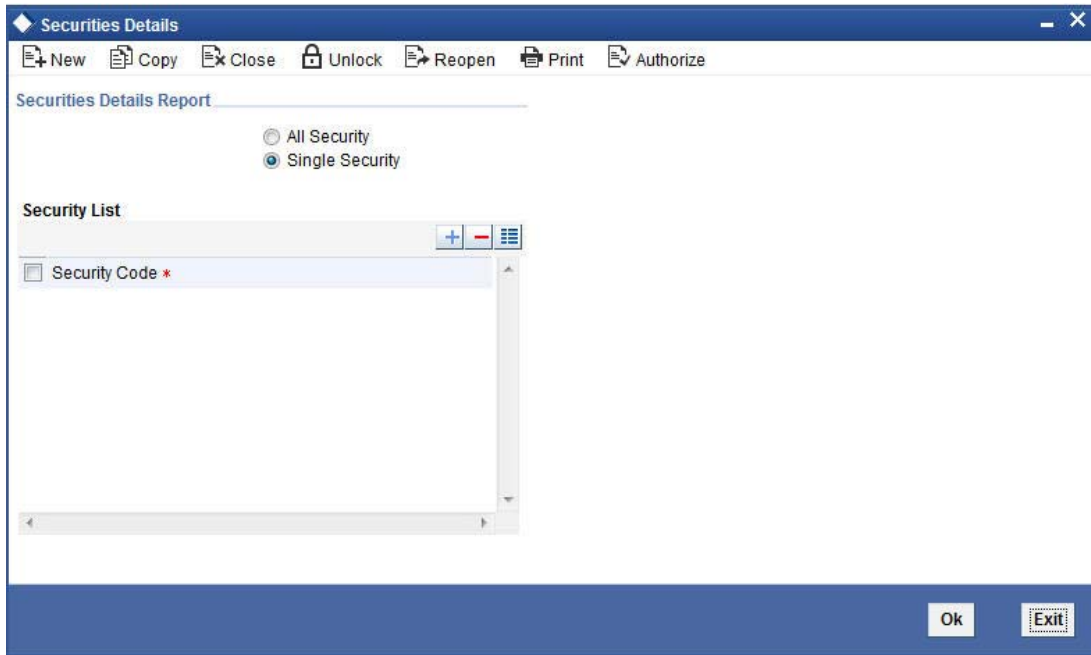 Securities Details
New Copy Close Unlock Reopen Print Authorize
Securities Details Report
All Security
Single Security
Security List
Security Code *
Ok Exit